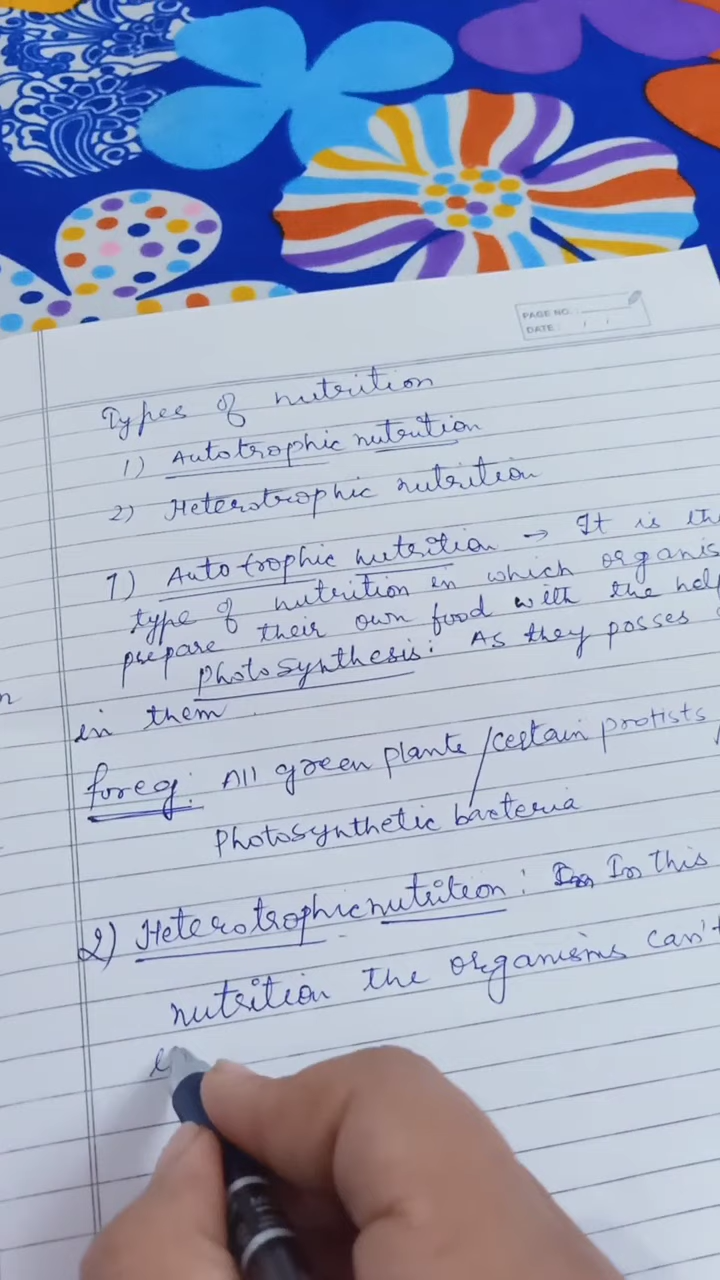 PAGE NO.
DATE: / /
Types of nutrition
1) Autotrophic nutrition
2) Heterotrophic nutrition
1) Autotrophic nutrition → It is the
type of nutrition in which organis
prepare their own food with the help
photosynthesis: As they posses
in them.
foreg: All green plants / certain protists
Photosynthetic bacteria
2) Heterotrophic nutrition: In this
nutrition the organisms can't